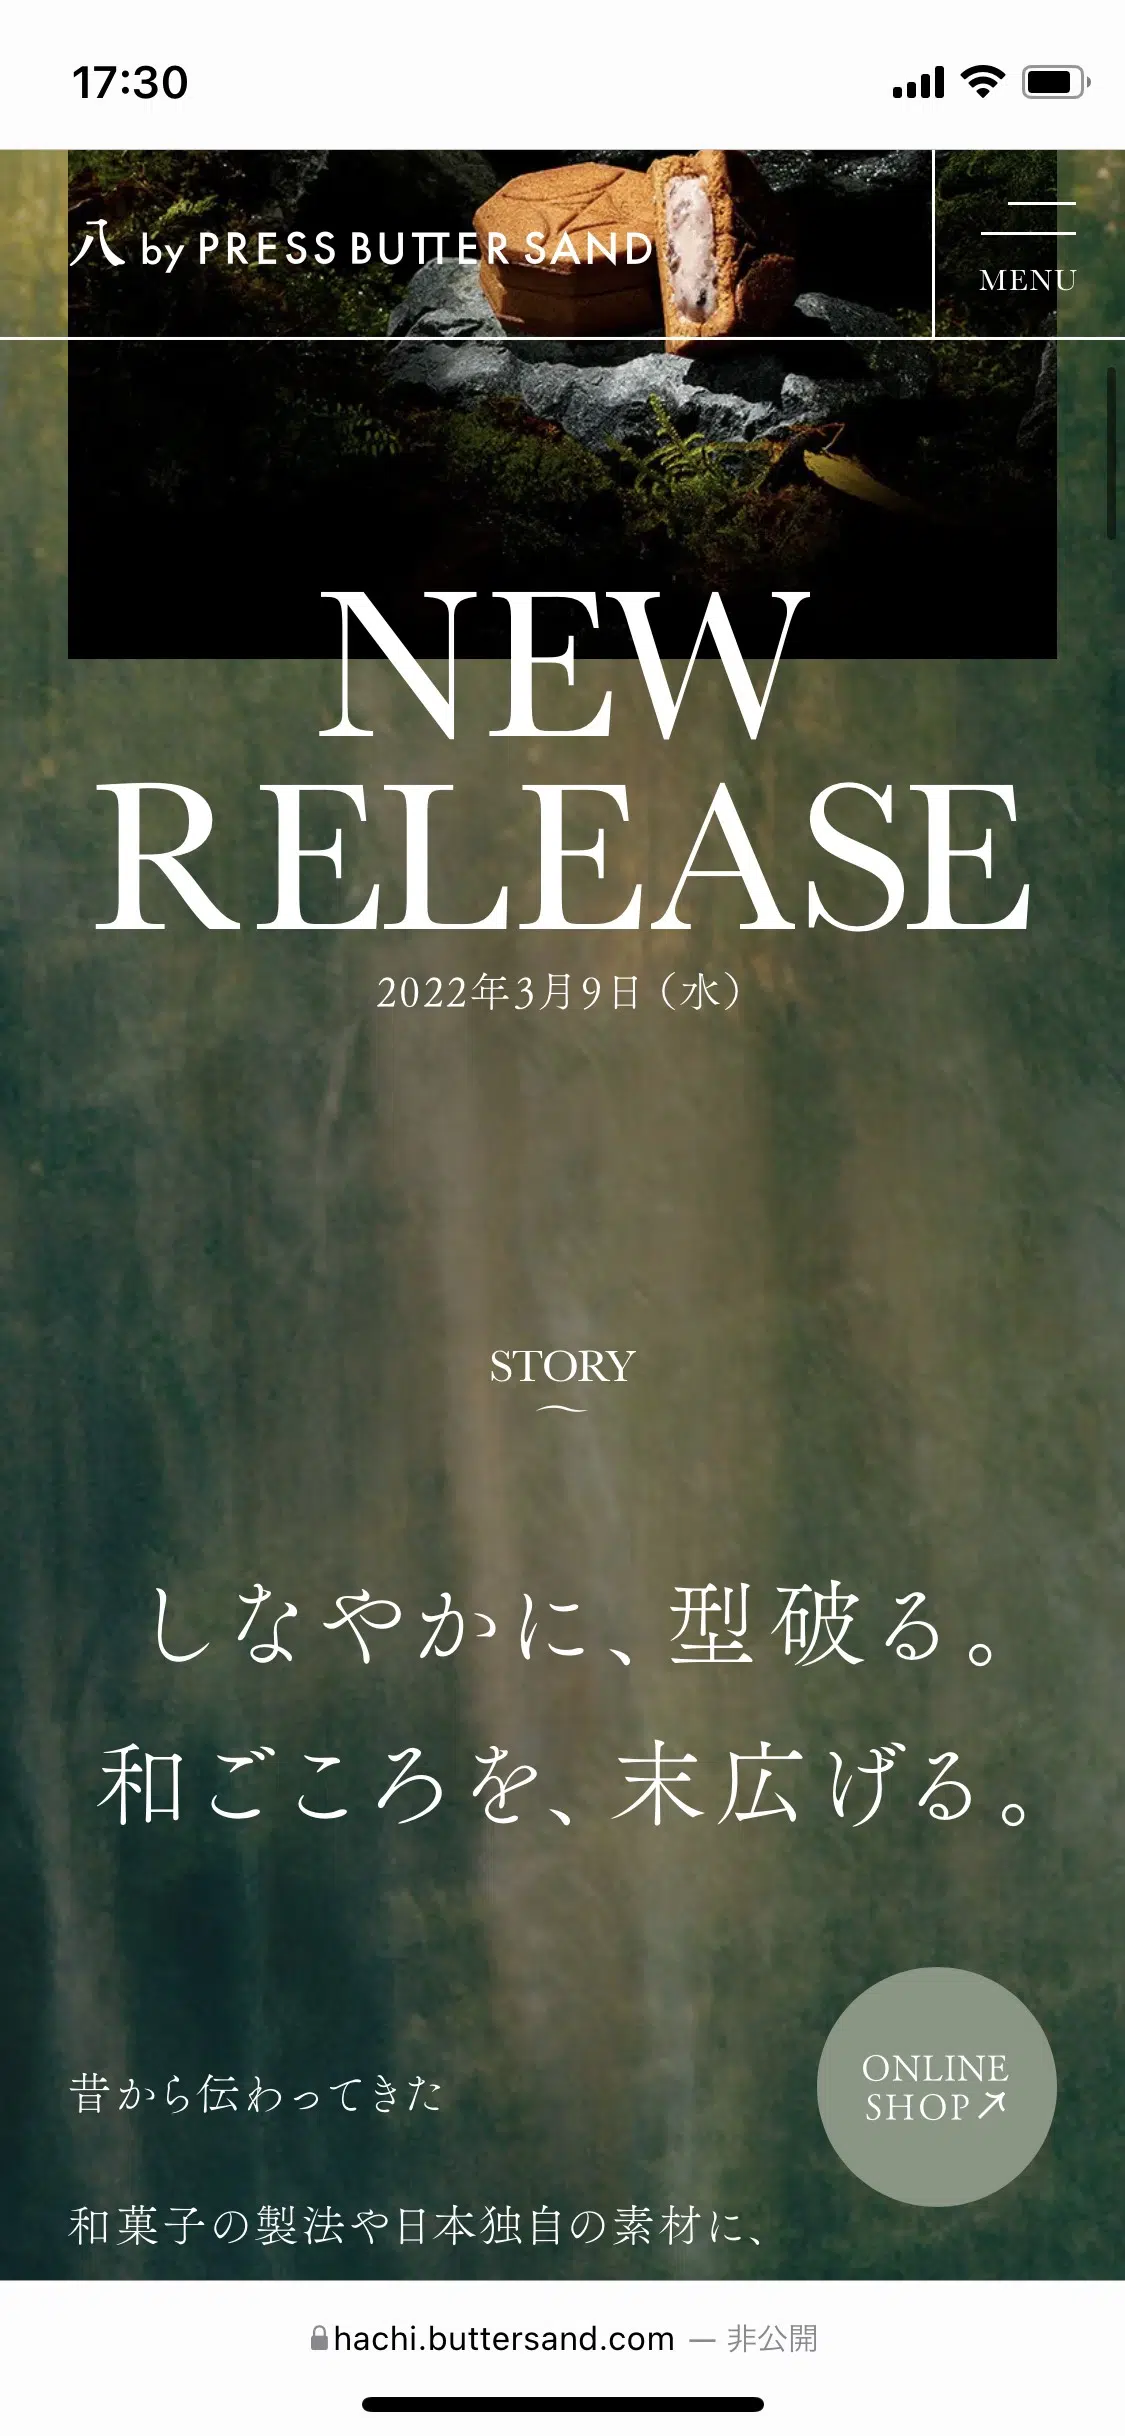 17:30
八 by PRESS BUTTER SAND
MENU
NEW
RELEASE
2022年3月9日（水）
STORY
しなやかに、型破る。
和ごころを、末広げる。
ONLINE
SHOP↗
昔から伝わってきた
和菓子の製法や日本独自の素材に、
hachi.buttersand.com — 非公開